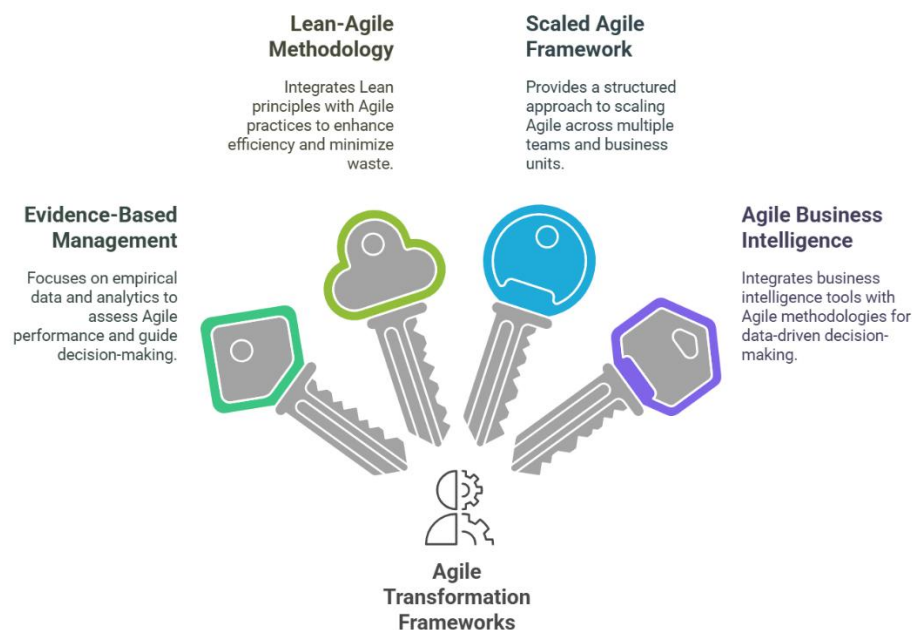 Lean-Agile
Methodology
Integrates Lean
principles with Agile
practices to enhance
efficiency and minimize
waste.
Scaled Agile
Framework
Provides a structured
approach to scaling
Agile across multiple
teams and business
units.
Evidence-Based
Management
Focuses on empirical
data and analytics to
assess Agile
performance and guide
decision-making.
Agile Business
Intelligence
Integrates business
intelligence tools with
Agile methodologies for
data-driven decision-
making.
Agile
Transformation
Frameworks